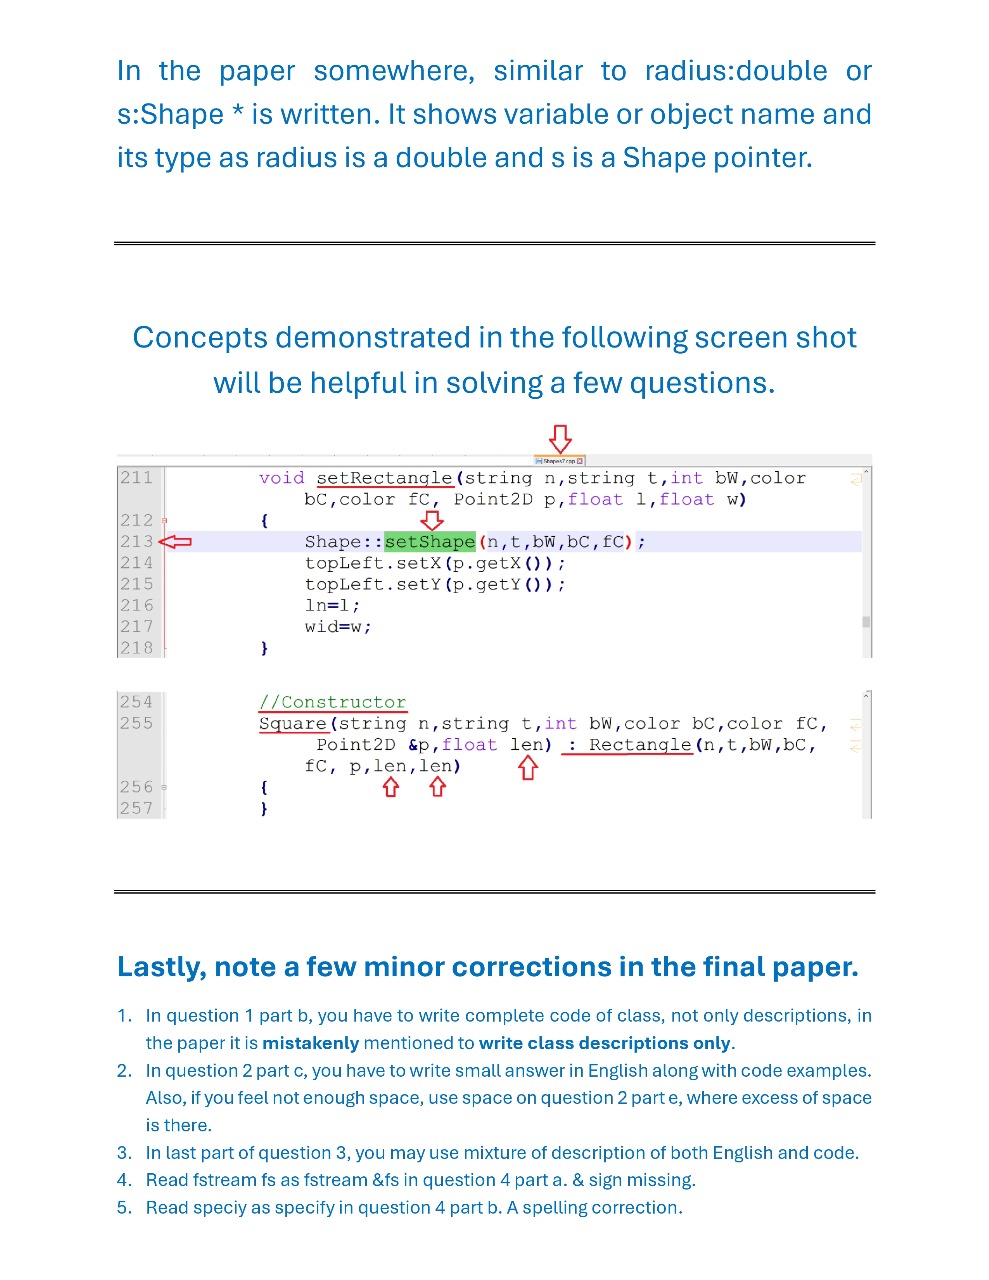 In the paper somewhere, similar to radius:double or
s:Shape * is written. It shows variable or object name and
its type as radius is a double and s is a Shape pointer.
Concepts demonstrated in the following screen shot
will be helpful in solving a few questions.
Shapes7.cpp
211 void setRectangle(string n,string t,int bW,color
bC,color fC, Point2D p,float l,float w)
212 {
213 Shape::setShape(n,t,bW,bC,fC);
214 topLeft.setX(p.getX());
215 topLeft.setY(p.getY());
216 ln=l;
217 wid=w;
218 }
254 //Constructor
255 Square(string n,string t,int bW,color bC,color fC,
Point2D &p,float len) : Rectangle(n,t,bW,bC,
fC, p,len,len)
256 {
257 }
Lastly, note a few minor corrections in the final paper.
1. In question 1 part b, you have to write complete code of class, not only descriptions, in
the paper it is mistakenly mentioned to write class descriptions only.
2. In question 2 part c, you have to write small answer in English along with code examples.
Also, if you feel not enough space, use space on question 2 part e, where excess of space
is there.
3. In last part of question 3, you may use mixture of description of both English and code.
4. Read fstream fs as fstream &fs in question 4 part a. & sign missing.
5. Read speciy as specify in question 4 part b. A spelling correction.